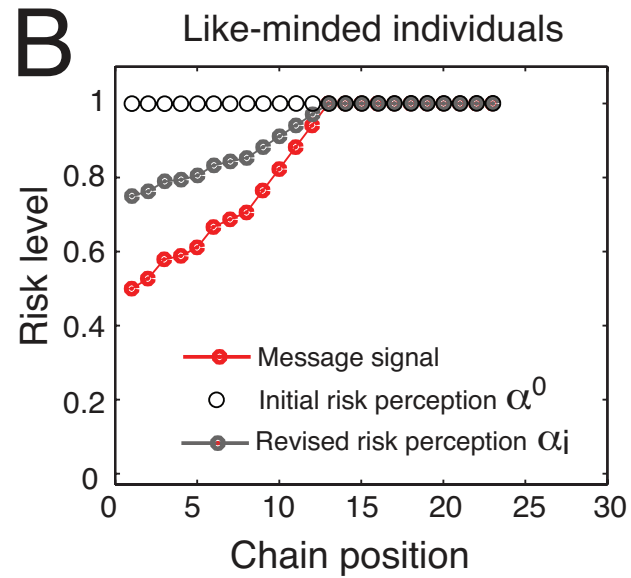 B
Like-minded individuals
Risk level
1
0.8
0.6
0.4
0.2
0
Message signal
Initial risk perception α⁰
Revised risk perception αi
0 5 10 15 20 25 30
Chain position